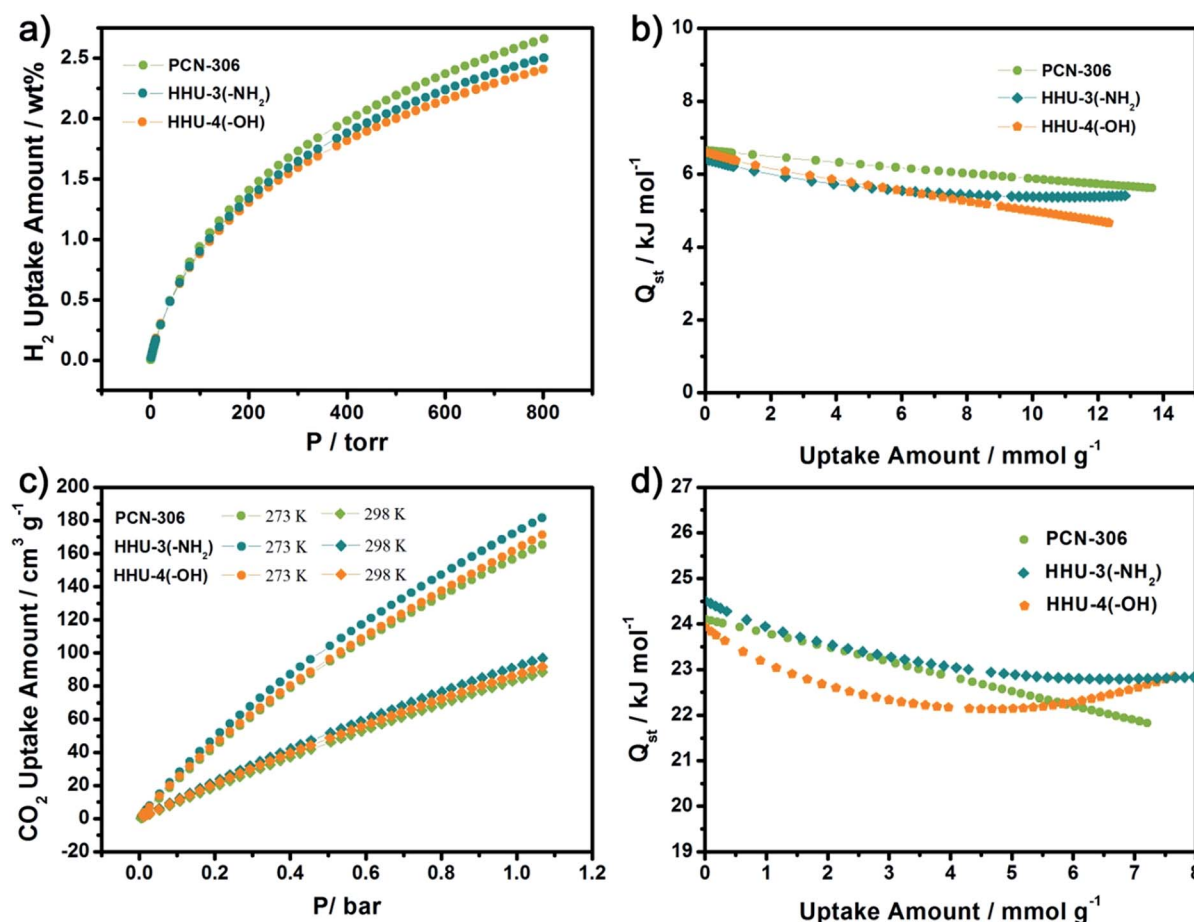 a)
H₂ Uptake Amount / wt%
2.5
2.0
1.5
1.0
0.5
0.0
PCN-306
HHU-3(-NH₂)
HHU-4(-OH)
0 200 400 600 800
P / torr
b)
Qst / kJ mol⁻¹
10
8
6
4
2
0
PCN-306
HHU-3(-NH₂)
HHU-4(-OH)
0 2 4 6 8 10 12 14
Uptake Amount / mmol g⁻¹
c)
CO₂ Uptake Amount / cm³ g⁻¹
200
180
160
140
120
100
80
60
40
20
0
-20
PCN-306 273 K 298 K
HHU-3(-NH₂) 273 K 298 K
HHU-4(-OH) 273 K 298 K
0.0 0.2 0.4 0.6 0.8 1.0 1.2
P/ bar
d)
Qst / kJ mol⁻¹
27
26
25
24
23
22
21
20
19
PCN-306
HHU-3(-NH₂)
HHU-4(-OH)
0 1 2 3 4 5 6 7 8
Uptake Amount / mmol g⁻¹